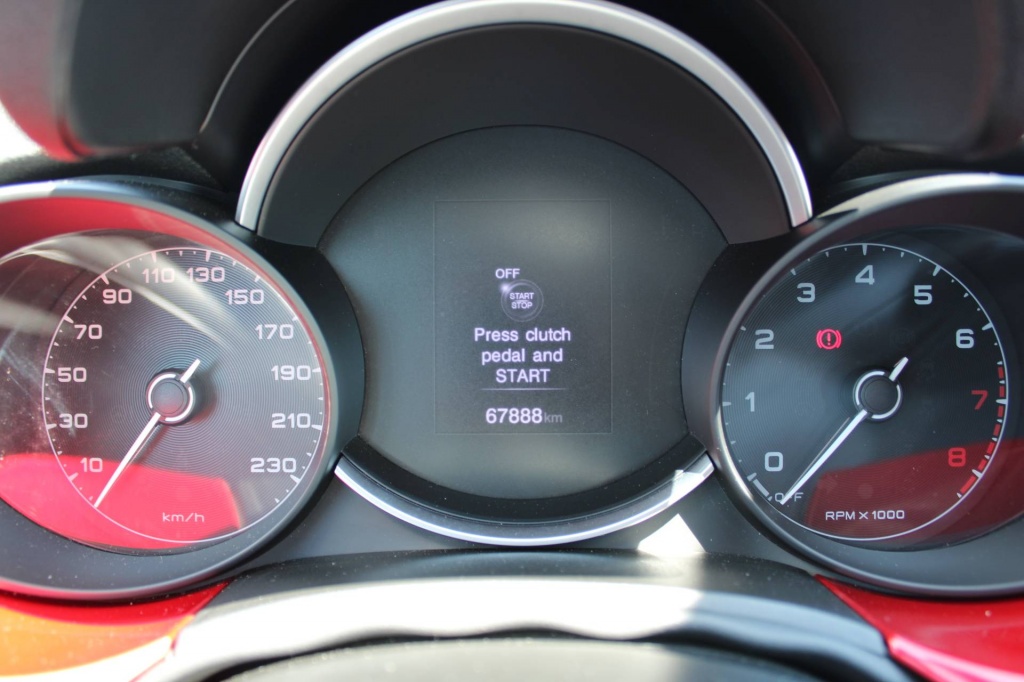 10
30
50
70
90
110
130
150
170
190
210
230
km/h
OFF
START
STOP
Press clutch
pedal and
START
67888km
OFF
0
1
2
3
4
5
6
7
8
RPM x 1000